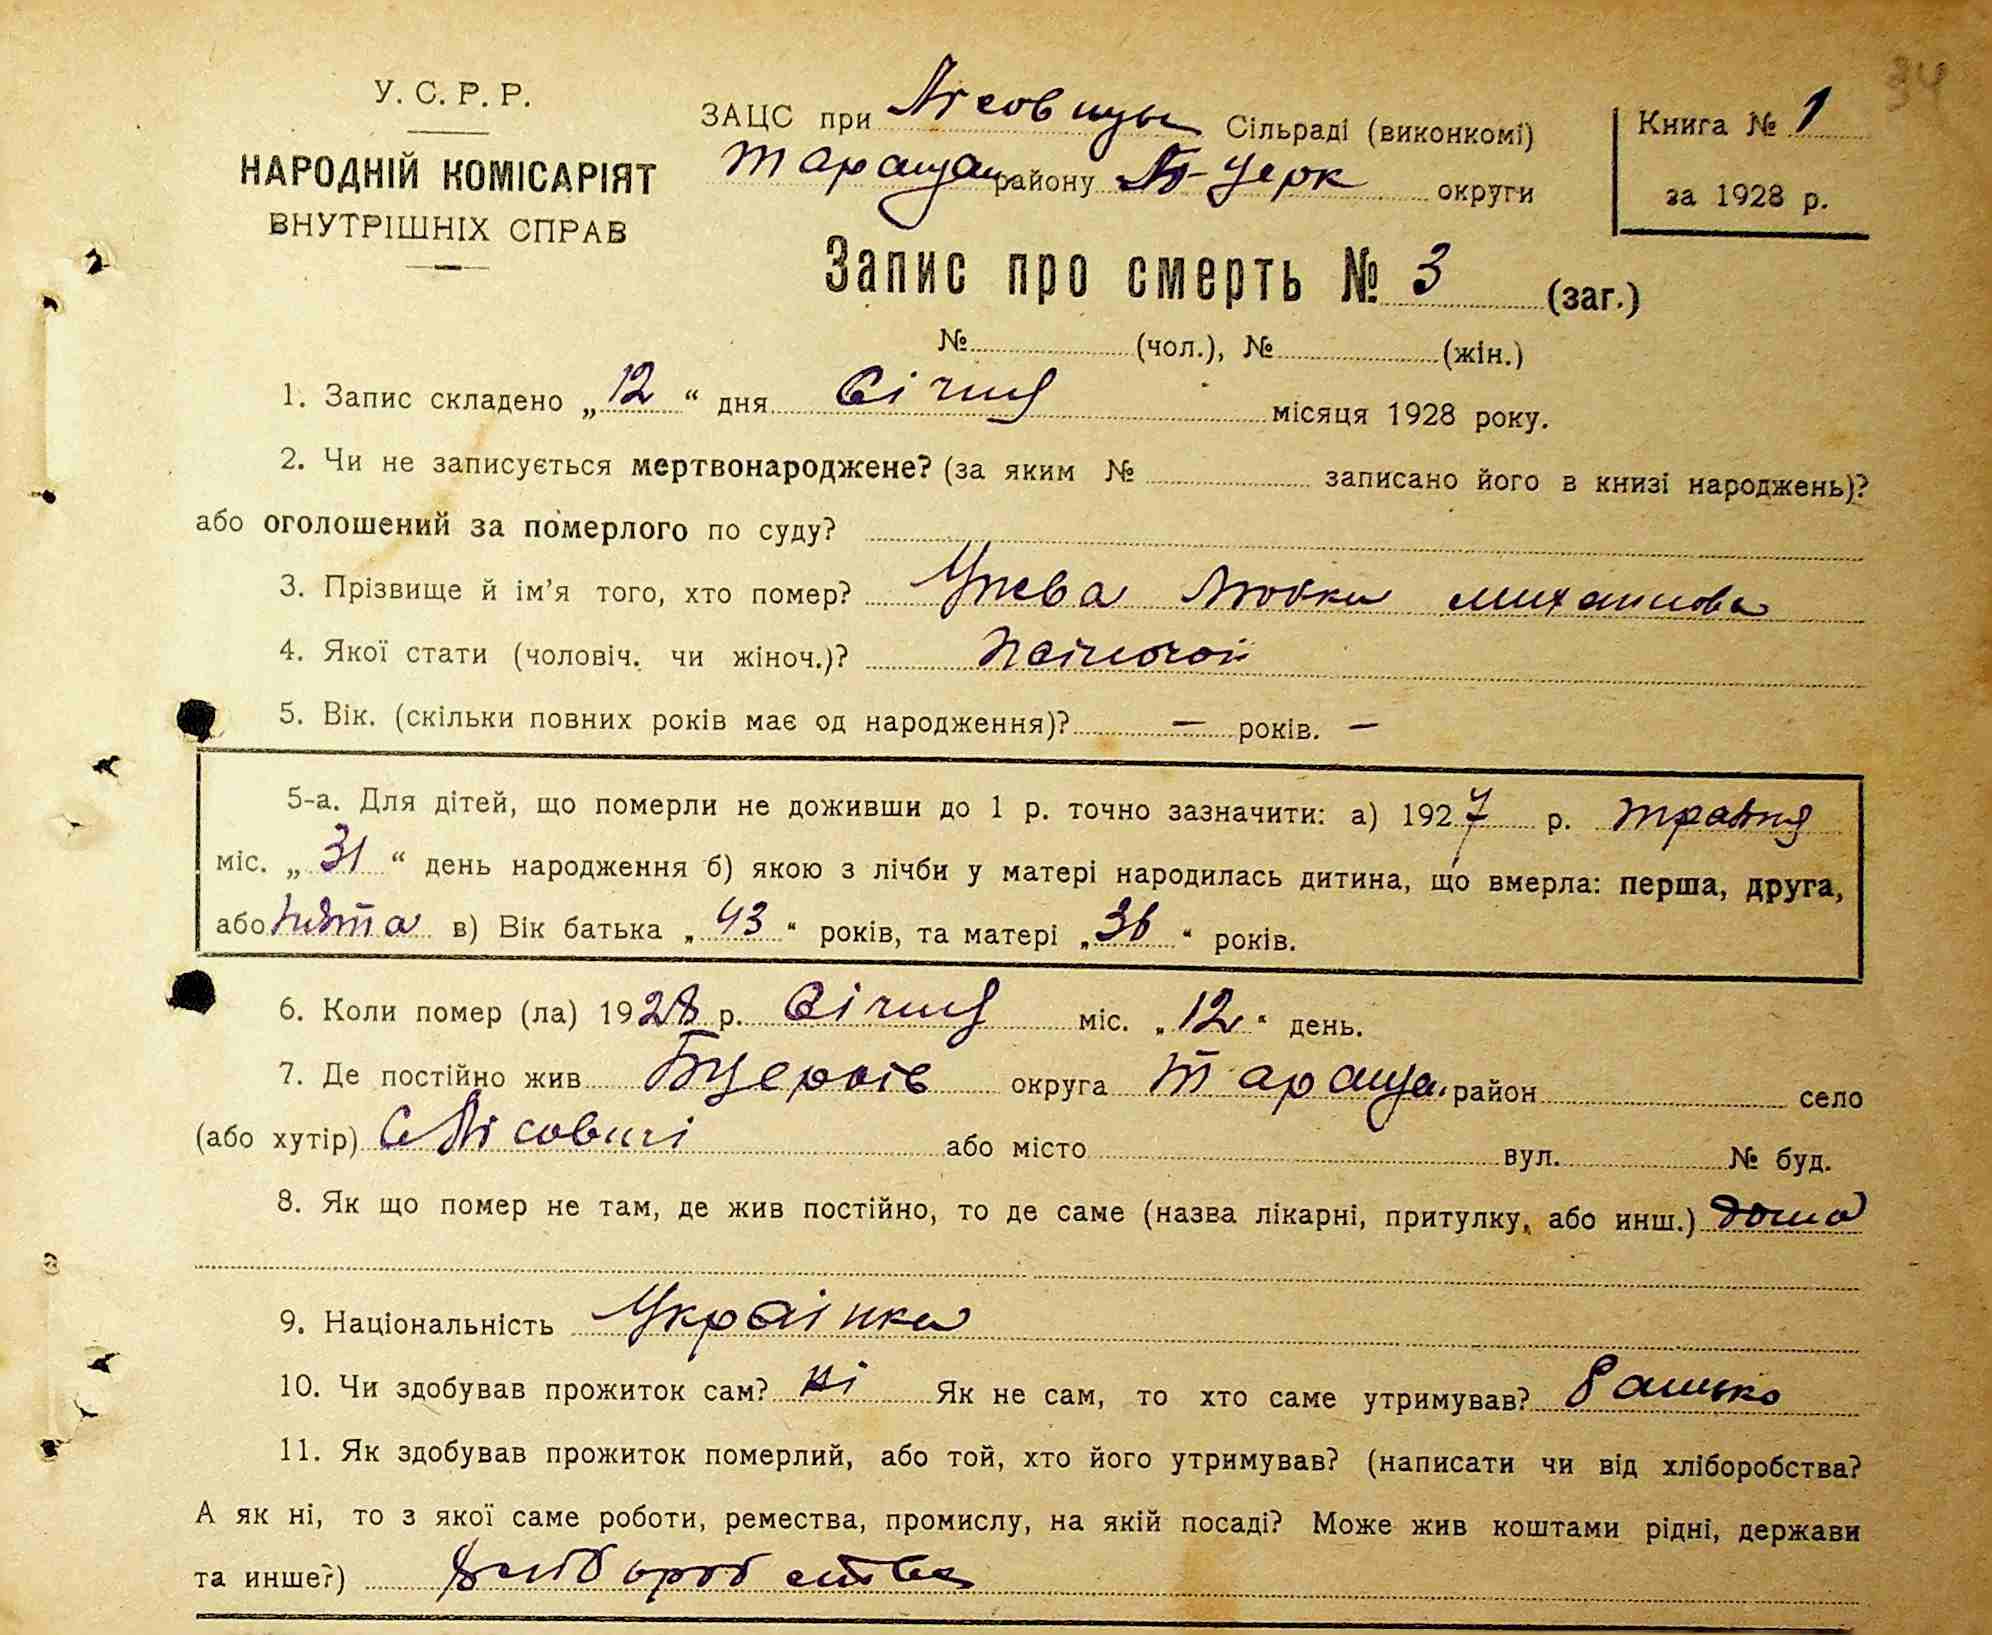 34
У. С. Р. Р.
НАРОДНІЙ КОМІСАРІЯТ
ВНУТРІШНІХ СПРАВ
ЗАЦС при Лісовицы Сільраді (виконкомі)
Таращан району Б-Церк округи
Книга № 1
за 1928 р.
Запис про смерть № 3 (заг.)
№ (чол.), № (жін.)
1. Запис складено „12“ дня Січня місяця 1928 року.
2. Чи не записується мертвонароджене? (за яким № записано його в книзі народжень)?
або оголошений за померлого по суду?
3. Прізвище й ім'я того, хто помер? Любка михаилова
4. Якої стати (чоловіч. чи жіноч.)?
5. Вік. (скільки повних років має од народження)? — років. —
5-а. Для дітей, що померли не доживши до 1 р. точно зазначити: а) 1927 р. травня
міс. „31“ день народження б) якою з лічби у матері народилась дитина, що вмерла: перша, друга,
або пята в) Вік батька „43“ років, та матері „36“ років.
6. Коли помер (ла) 1928 р. Січня міс. „12“ день.
7. Де постійно жив Бцерків округа Тараща. район село
(або хутір) с Лісовичі або місто вул. № буд.
8. Як що помер не там, де жив постійно, то де саме (назва лікарні, притулку, або инш.) дома
9. Національність Українка
10. Чи здобував прожиток сам? ні Як не сам, то хто саме утримував? батько
11. Як здобував прожиток померлий, або той, хто його утримував? (написати чи від хліборобства?
А як ні, то з якої саме роботи, ремества, промислу, на якій посаді? Може жив коштами рідні, держави
та инше?) хліборобства